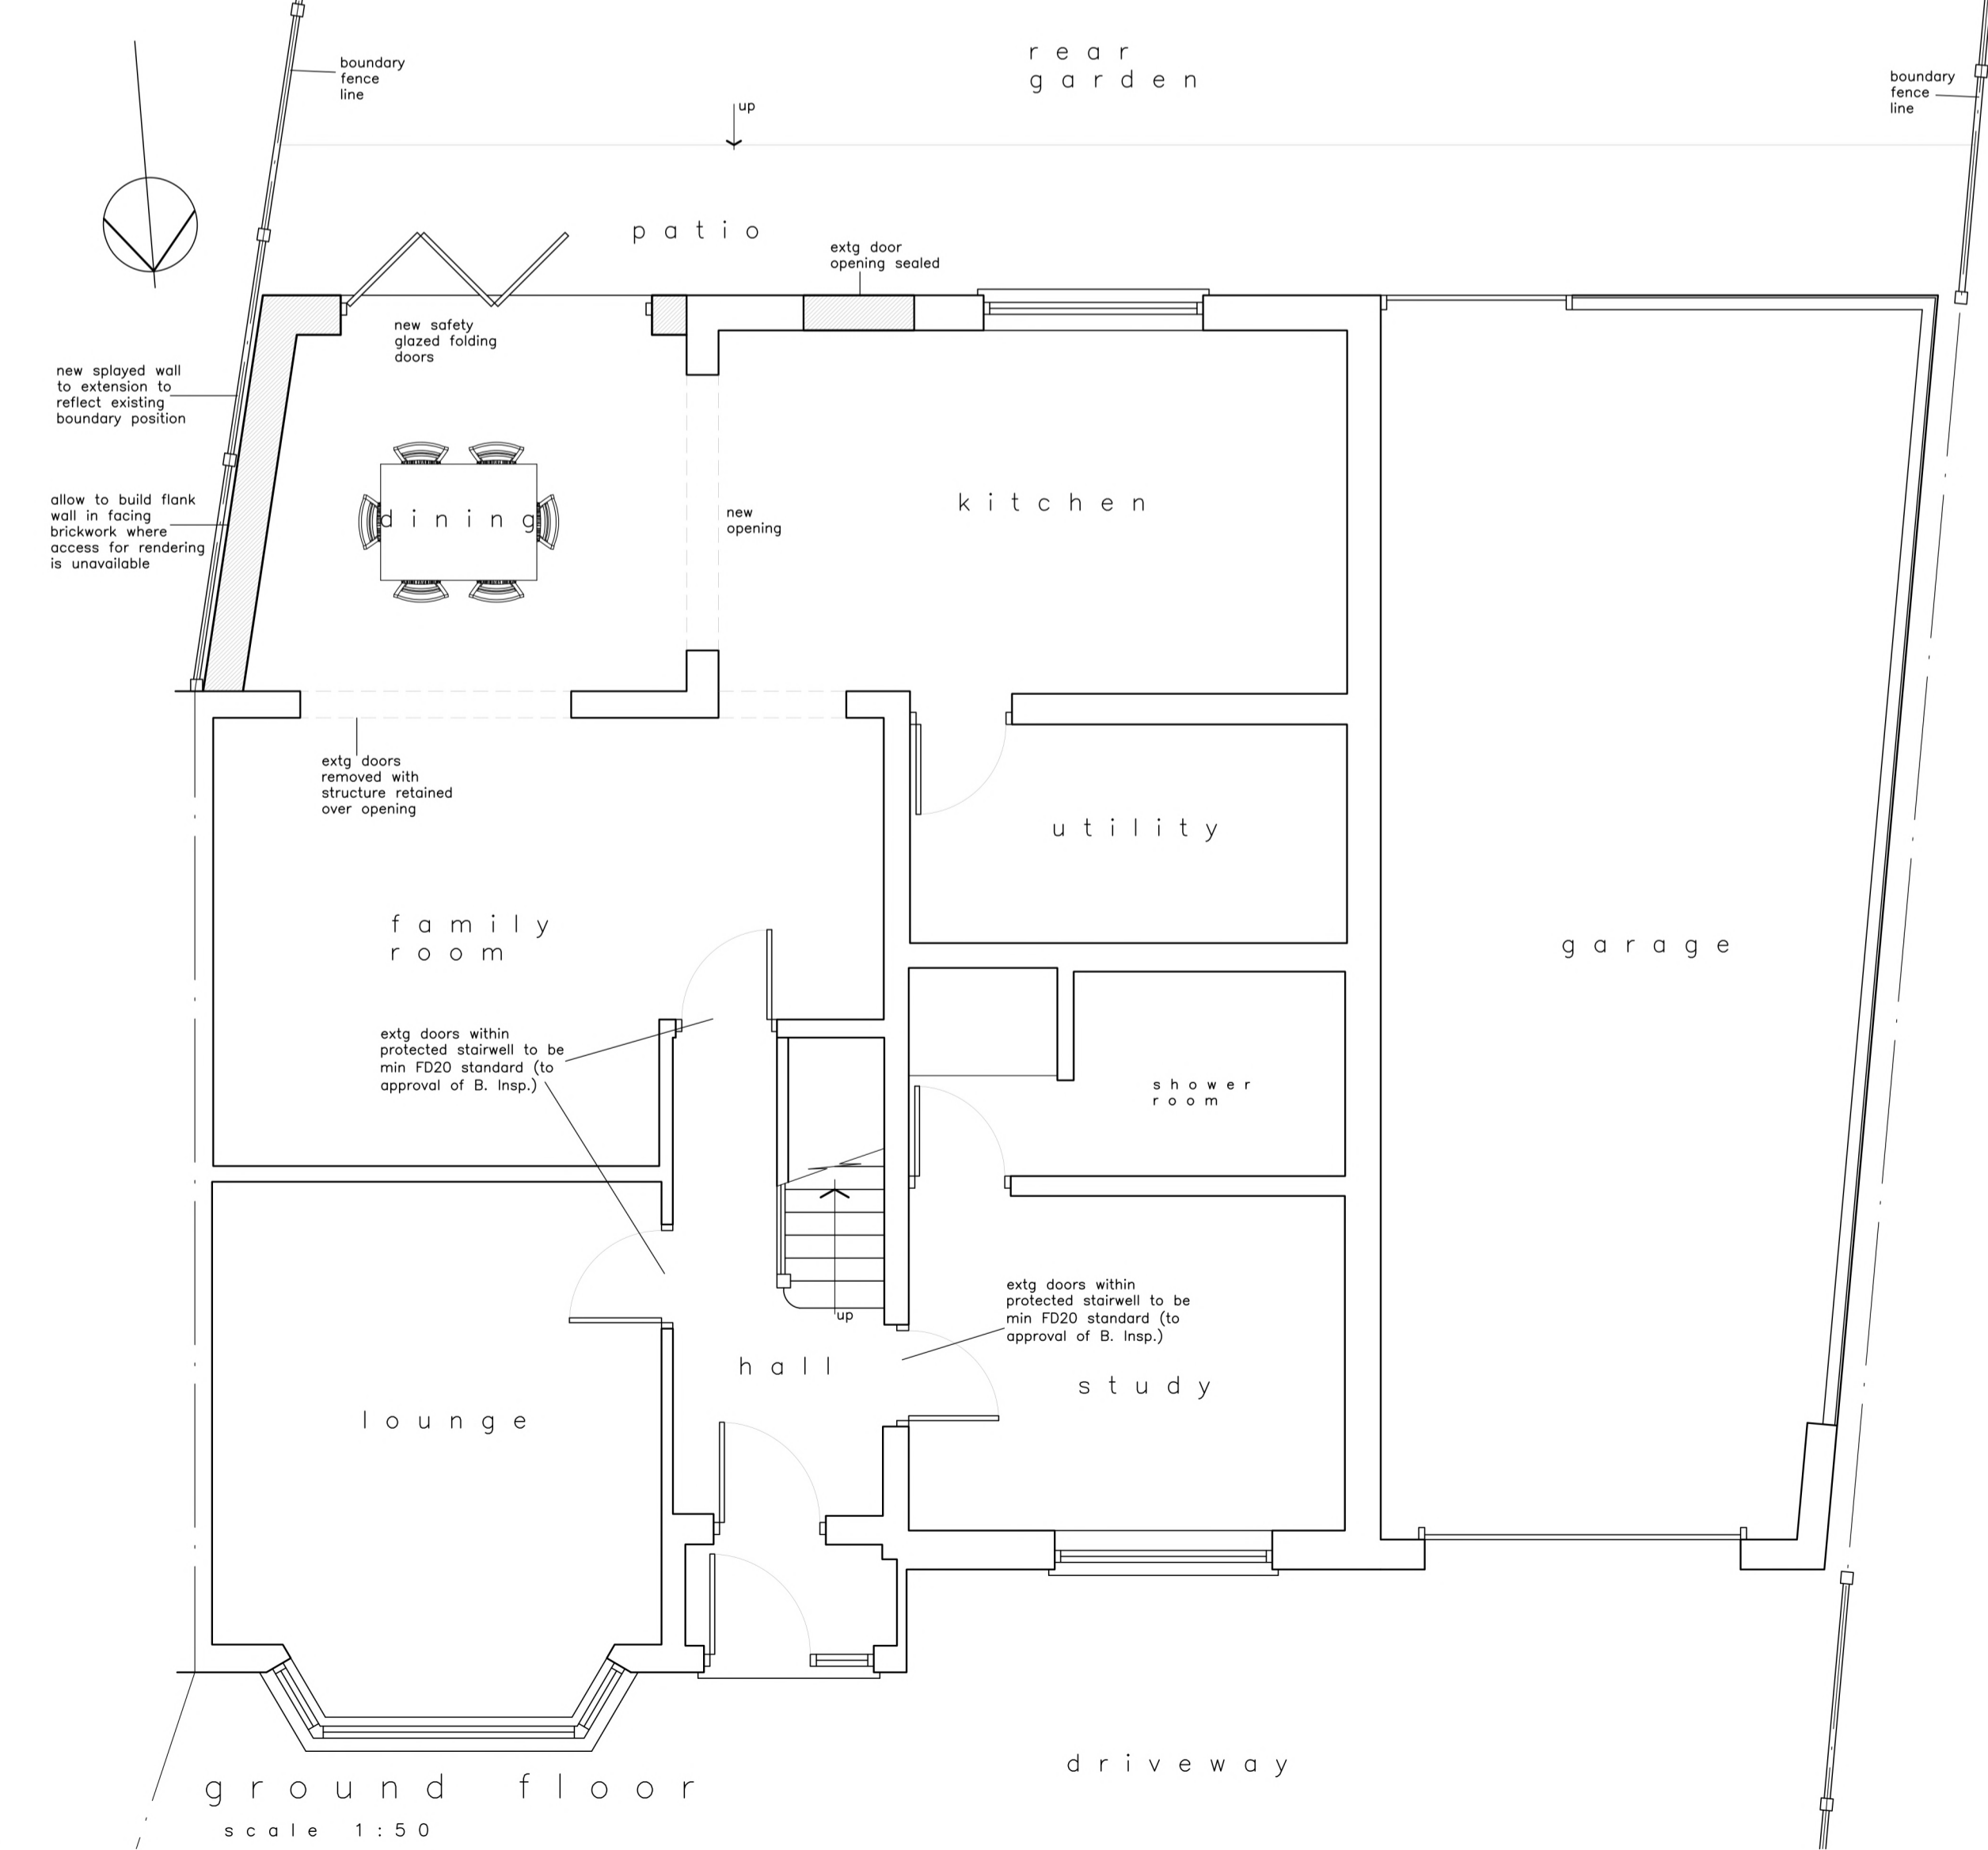 rear
garden
boundary
fence
line
boundary
fence
line
up
patio
extg door
opening sealed
new safety
glazed folding
doors
new splayed wall
to extension to
reflect existing
boundary position
allow to build flank
wall in facing
brickwork where
access for rendering
is unavailable
dining
new
opening
kitchen
extg doors
removed with
structure retained
over opening
utility
family
room
garage
extg doors within
protected stairwell to be
min FD20 standard (to
approval of B. Insp.)
shower
room
extg doors within
protected stairwell to be
min FD20 standard (to
approval of B. Insp.)
up
hall
study
lounge
driveway
ground floor
scale 1:50